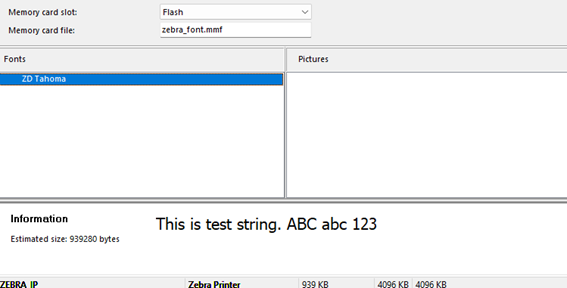 Memory card slot: Flash
Memory card file: zebra_font.mmf
Fonts Pictures
ZD Tahoma
Information
This is test string. ABC abc 123
Estimated size: 939280 bytes
ZEBRA_IP Zebra Printer 939 KB 4096 KB 4096 KB